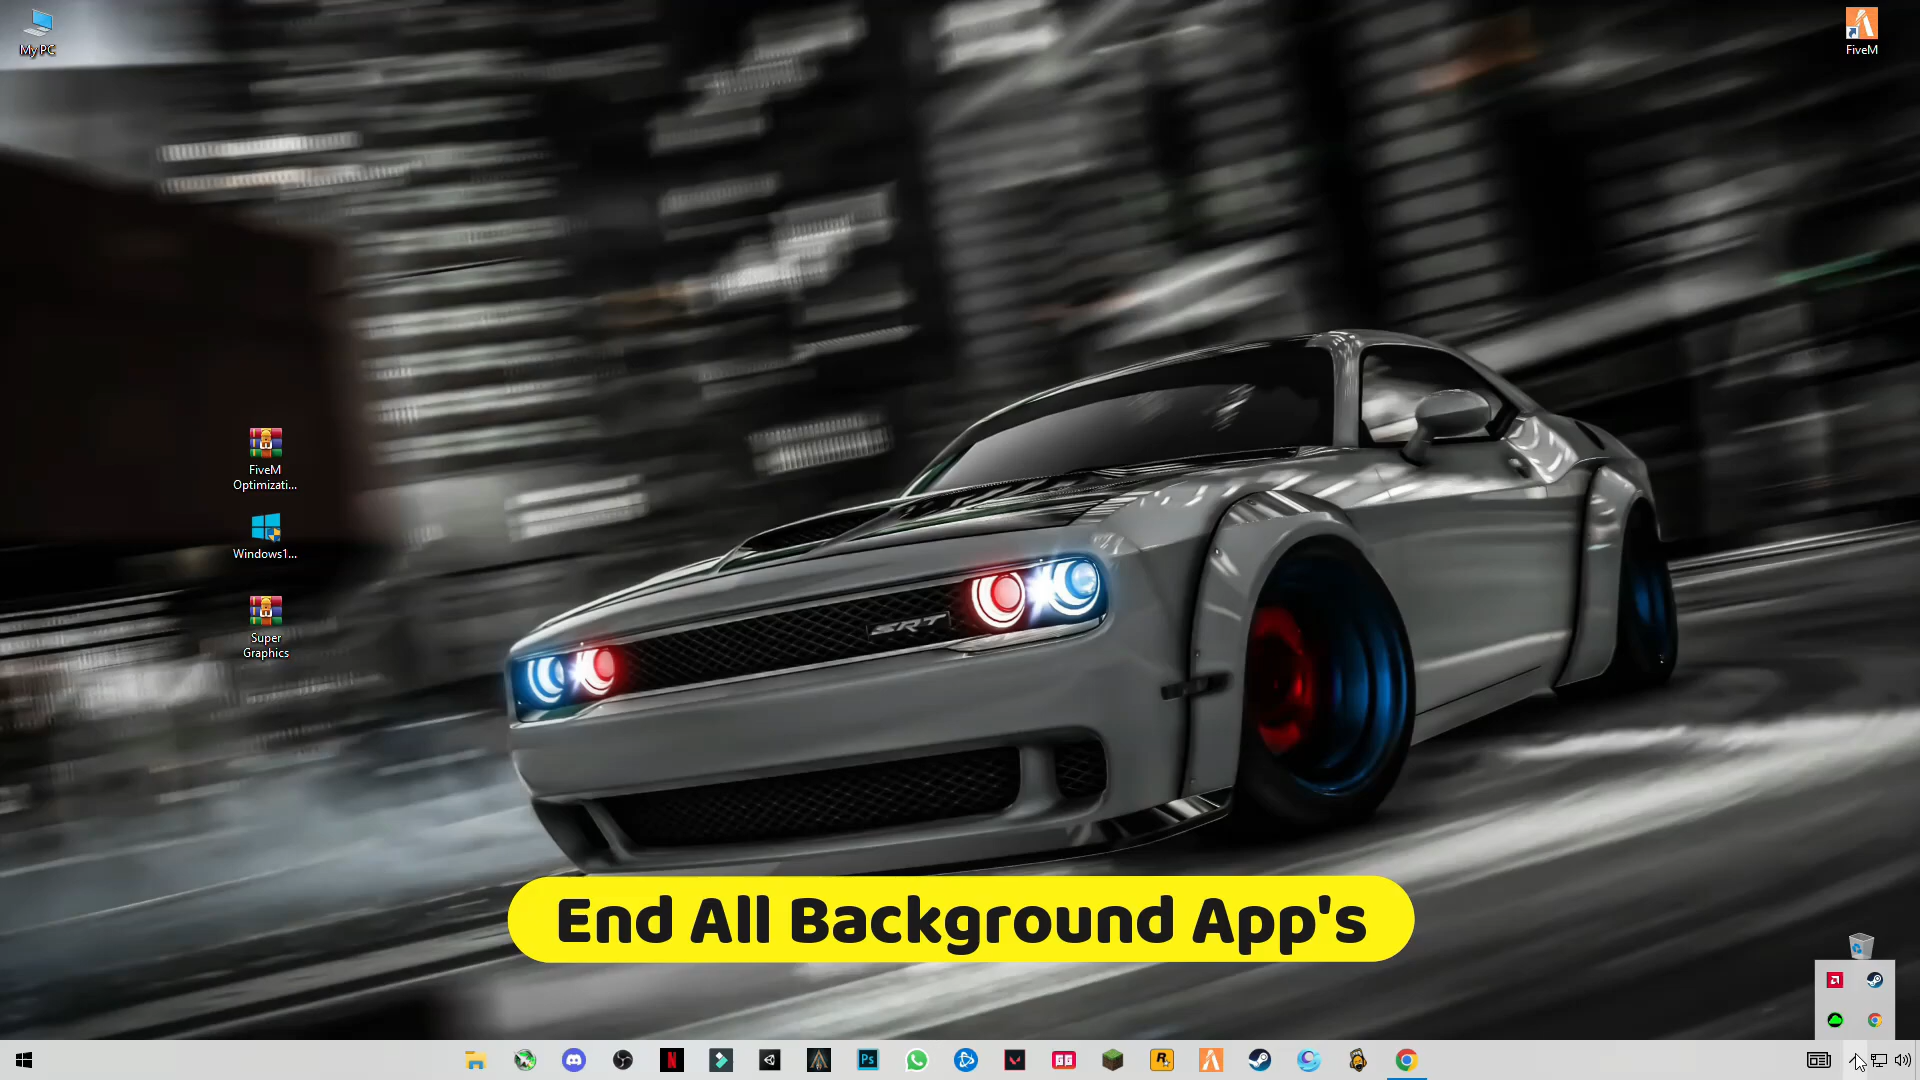 My PC
FiveM
FiveM
Optimizati...
Windows1...
Super
Graphics
SRT
End All Background App's
N
Ps
R